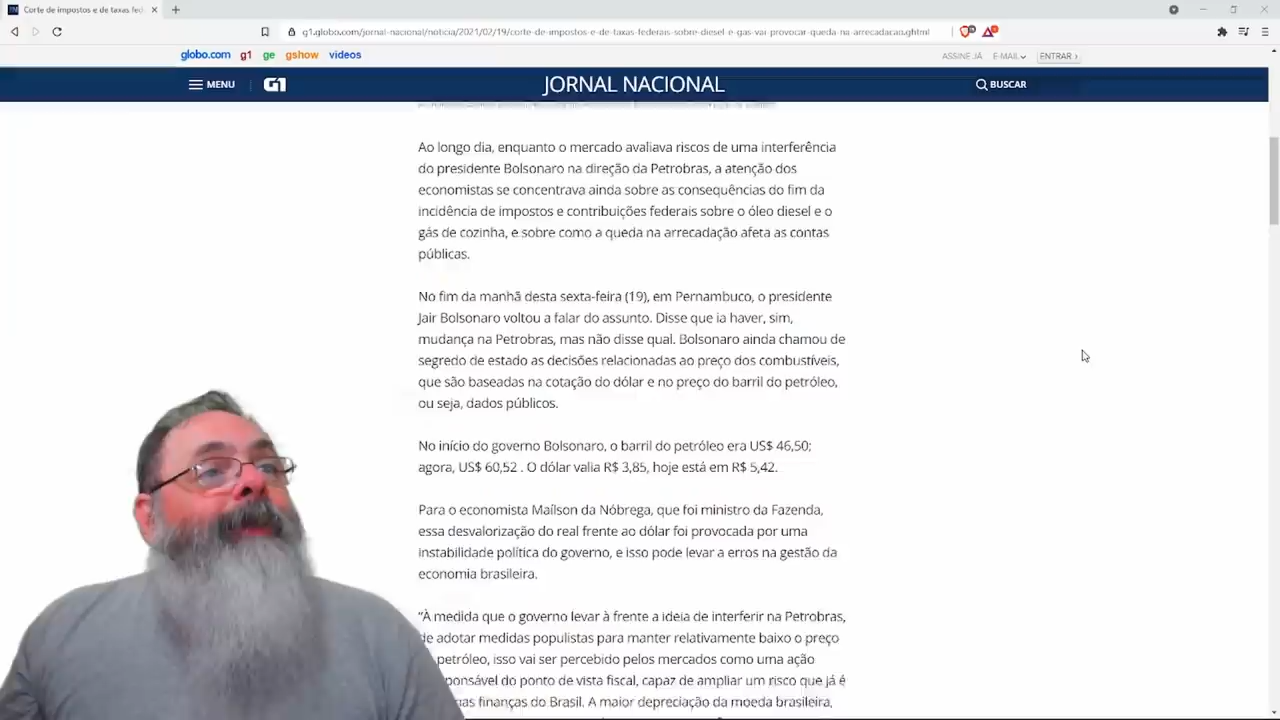 Corte de impostos e de taxas fed
g1.globo.com/jornal-nacional/noticia/2021/02/19/corte-de-impostos-e-de-taxas-federais-sobre-diesel-e-gas-vai-provocar-queda-na-arrecadacao.ghtml
globo.com g1 ge gshow videos ASSINE JÁ E-MAIL ENTRAR ›
MENU G1 JORNAL NACIONAL BUSCAR
Ao longo dia, enquanto o mercado avaliava riscos de uma interferência
do presidente Bolsonaro na direção da Petrobras, a atenção dos
economistas se concentrava ainda sobre as consequências do fim da
incidência de impostos e contribuições federais sobre o óleo diesel e o
gás de cozinha, e sobre como a queda na arrecadação afeta as contas
públicas.
No fim da manhã desta sexta-feira (19), em Pernambuco, o presidente
Jair Bolsonaro voltou a falar do assunto. Disse que ia haver, sim,
mudança na Petrobras, mas não disse qual. Bolsonaro ainda chamou de
segredo de estado as decisões relacionadas ao preço dos combustíveis,
que são baseadas na cotação do dólar e no preço do barril do petróleo,
ou seja, dados públicos.
No início do governo Bolsonaro, o barril do petróleo era US$ 46,50;
agora, US$ 60,52 . O dólar valia R$ 3,85, hoje está em R$ 5,42.
Para o economista Maílson da Nóbrega, que foi ministro da Fazenda,
essa desvalorização do real frente ao dólar foi provocada por uma
instabilidade política do governo, e isso pode levar a erros na gestão da
economia brasileira.
“À medida que o governo levar à frente a ideia de interferir na Petrobras,
de adotar medidas populistas para manter relativamente baixo o preço
petróleo, isso vai ser percebido pelos mercados como uma ação
ponsável do ponto de vista fiscal, capaz de ampliar um risco que já é
nas finanças do Brasil. A maior depreciação da moeda brasileira,